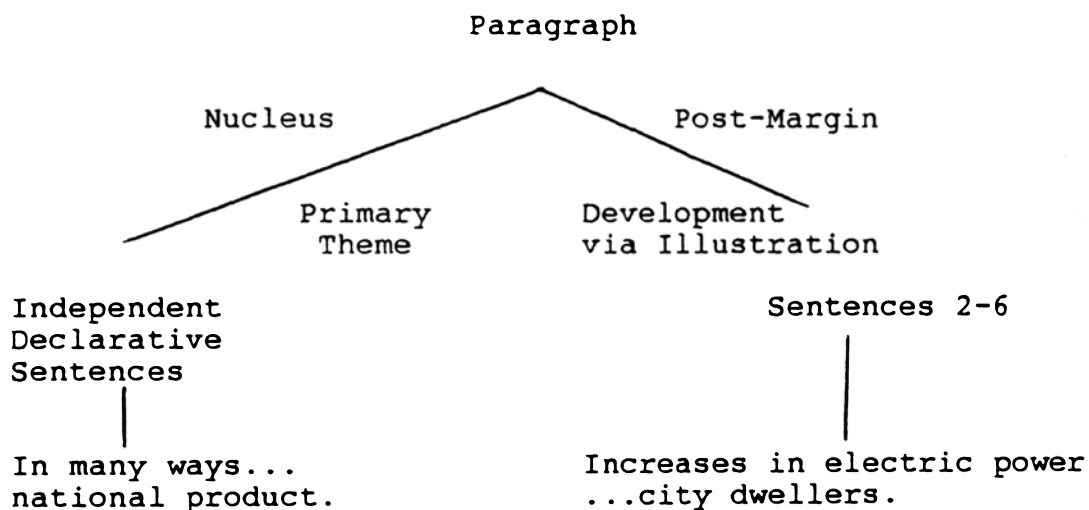 Paragraph
Nucleus
Post-Margin
Primary
Theme
Development
via Illustration
Independent
Declarative
Sentences
Sentences 2-6
In many ways...
national product.
Increases in electric power
...city dwellers.